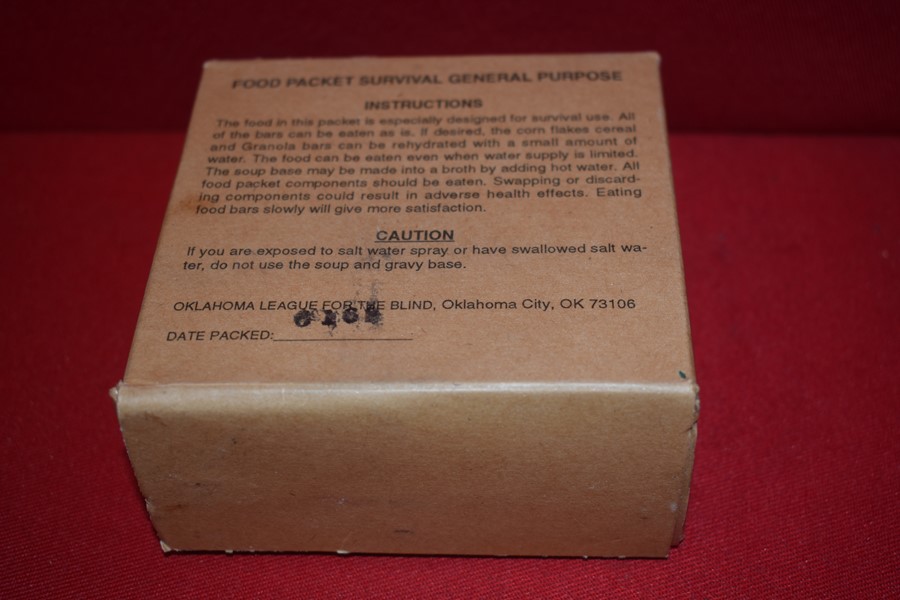 FOOD PACKET SURVIVAL GENERAL PURPOSE
INSTRUCTIONS
The food in this packet is especially designed for survival use. All
of the bars can be eaten as is. If desired, the corn flakes cereal
and Granola bars can be rehydrated with a small amount of
water. The food can be eaten even when water supply is limited.
The soup base may be made into a broth by adding hot water. All
food packet components should be eaten. Swapping or discard-
ing components could result in adverse health effects. Eating
food bars slowly will give more satisfaction.
CAUTION
If you are exposed to salt water spray or have swallowed salt wa-
ter, do not use the soup and gravy base.
OKLAHOMA LEAGUE FOR THE BLIND, Oklahoma City, OK 73106
DATE PACKED: